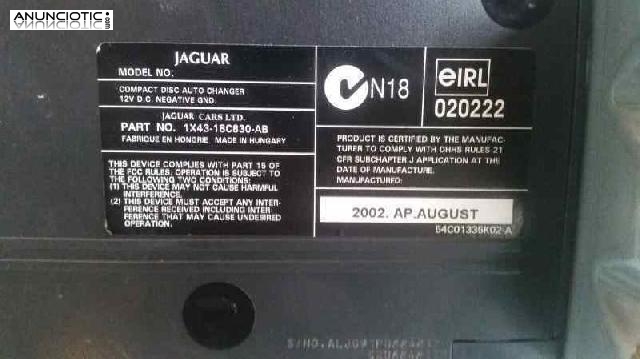 ANUNCIOTIC.com
JAGUAR
MODEL NO:
COMPACT DISC AUTO CHANGER
12V D.C. NEGATIVE GND.
JAGUAR CARS LTD.
PART NO. 1X43-18C830-AB
FABRIQUE EN HONGRIE MADE IN HUNGARY
THIS DEVICE COMPLIES WITH PART 15 OF
THE FCC RULES. OPERATION IS SUBJECT TO
THE FOLLOWING TWO CONDITIONS:
(1) THIS DEVICE MAY NOT CAUSE HARMFUL
INTERFERENCE.
(2) THIS DEVICE MUST ACCEPT ANY INTER-
FERENCE RECEIVED INCLUDING INTER-
FERENCE THAT MAY CAUSE UNDESIRED
OPERATION.
N18
eIRL
020222
PRODUCT IS CERTIFIED BY THE MANUFAC-
TURER TO COMPLY WITH DHHS RULES 21
CFR SUBCHAPTER J APPLICATION AT THE
DATE OF MANUFACTURE.
MANUFACTURED:
2002. AP.AUGUST
64C01336K02-A
S/NO.